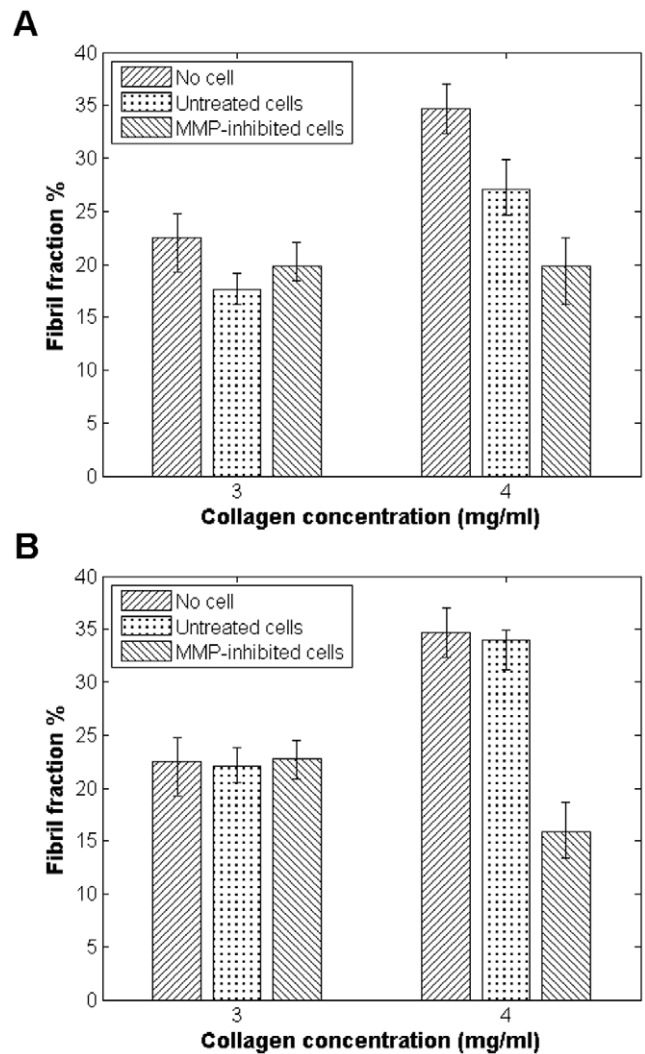 A
40
35
30
25
20
15
10
5
0
Fibril fraction %
No cell
Untreated cells
MMP-inhibited cells
3
4
Collagen concentration (mg/ml)
B
40
35
30
25
20
15
10
5
0
Fibril fraction %
No cell
Untreated cells
MMP-inhibited cells
3
4
Collagen concentration (mg/ml)